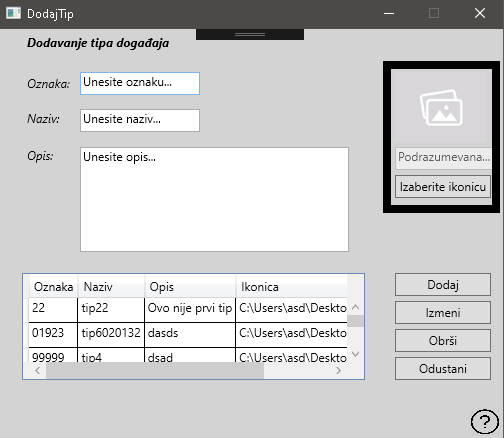 DodajTip
Dodavanje tipa događaja
Oznaka: Unesite oznaku...
Naziv: Unesite naziv...
Opis: Unesite opis...
Podrazumevana...
Izaberite ikonicu
Oznaka Naziv Opis Ikonica
22 tip22 Ovo nije prvi tip C:\Users\asd\Deskto
01923 tip6020132 dasds C:\Users\asd\Deskto
99999 tip4 dsad C:\Users\asd\Deskto
Dodaj
Izmeni
Obrši
Odustani
?